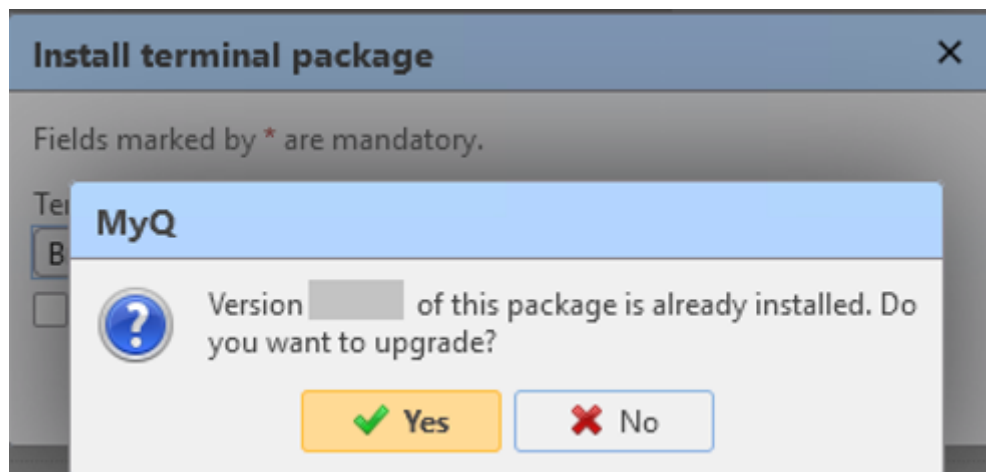 Install terminal package
Fields marked by * are mandatory.
MyQ
Version of this package is already installed. Do
you want to upgrade?
Yes
No